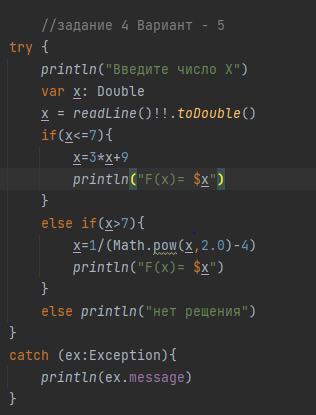 //задание 4 Вариант - 5
try {
println("Введите число X")
var x: Double
x = readLine()!!.toDouble()
if(x<=7){
x=3*x+9
println("F(x)= $x")
}
else if(x>7){
x=1/(Math.pow(x,2.0)-4)
println("F(x)= $x")
}
else println("нет рещения")
}
catch (ex:Exception){
println(ex.message)
}